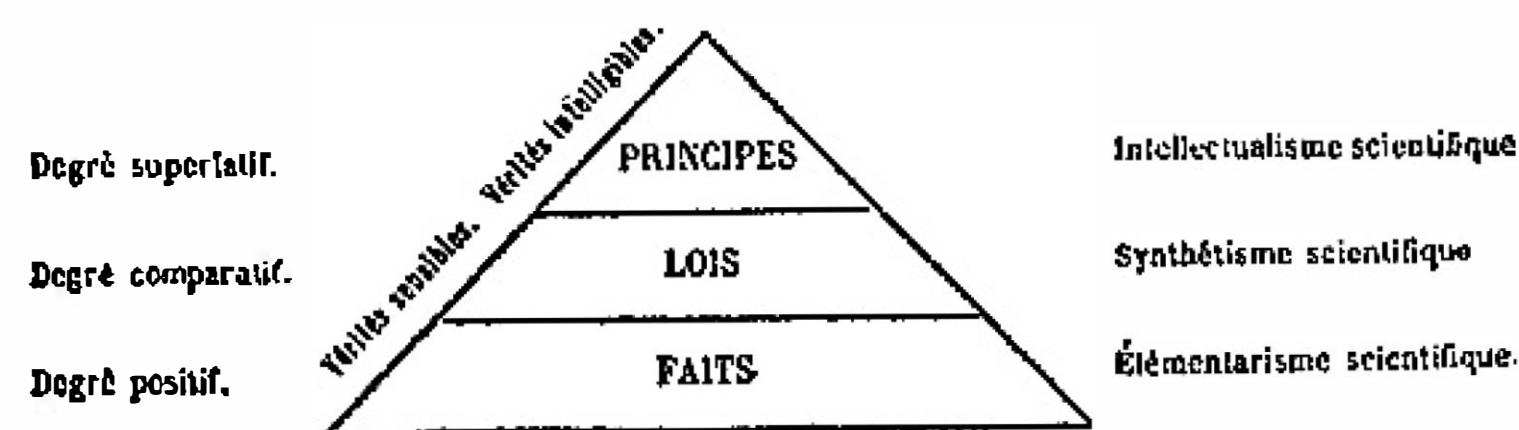 Vérités sensibles. Vérités intelligibles.
Degré superlatif.
PRINCIPES
Intellectualisme scientifique
Degré comparatif.
LOIS
Synthétisme scientifique
Degré positif.
FAITS
Élémentarisme scientifique.